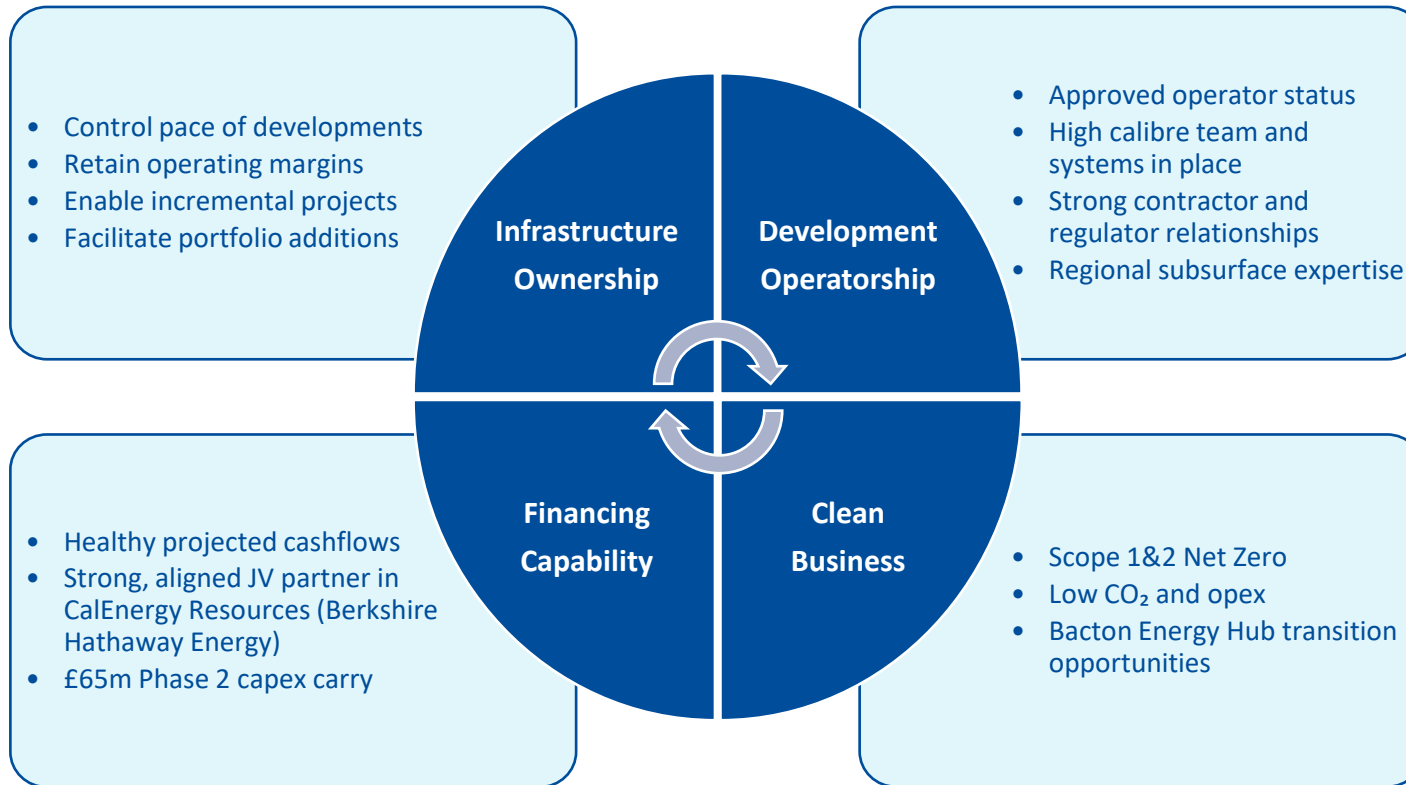 • Control pace of developments
• Retain operating margins
• Enable incremental projects
• Facilitate portfolio additions
Infrastructure
Ownership
Development
Operatorship
• Approved operator status
• High calibre team and
systems in place
• Strong contractor and
regulator relationships
• Regional subsurface expertise
• Healthy projected cashflows
• Strong, aligned JV partner in
CalEnergy Resources (Berkshire
Hathaway Energy)
• £65m Phase 2 capex carry
Financing
Capability
Clean
Business
• Scope 1&2 Net Zero
• Low CO₂ and opex
• Bacton Energy Hub transition
opportunities